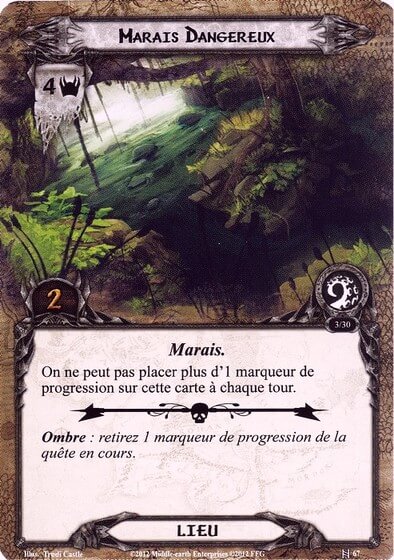 Marais Dangereux
4
2
3/30
Marais.
On ne peut pas placer plus d'1 marqueur de
progression sur cette carte à chaque tour.
Ombre : retirez 1 marqueur de progression de la
quête en cours.
Illus. Trudi Castle
©2012 Middle-earth Enterprises ©2012 FFG
67
LIEU